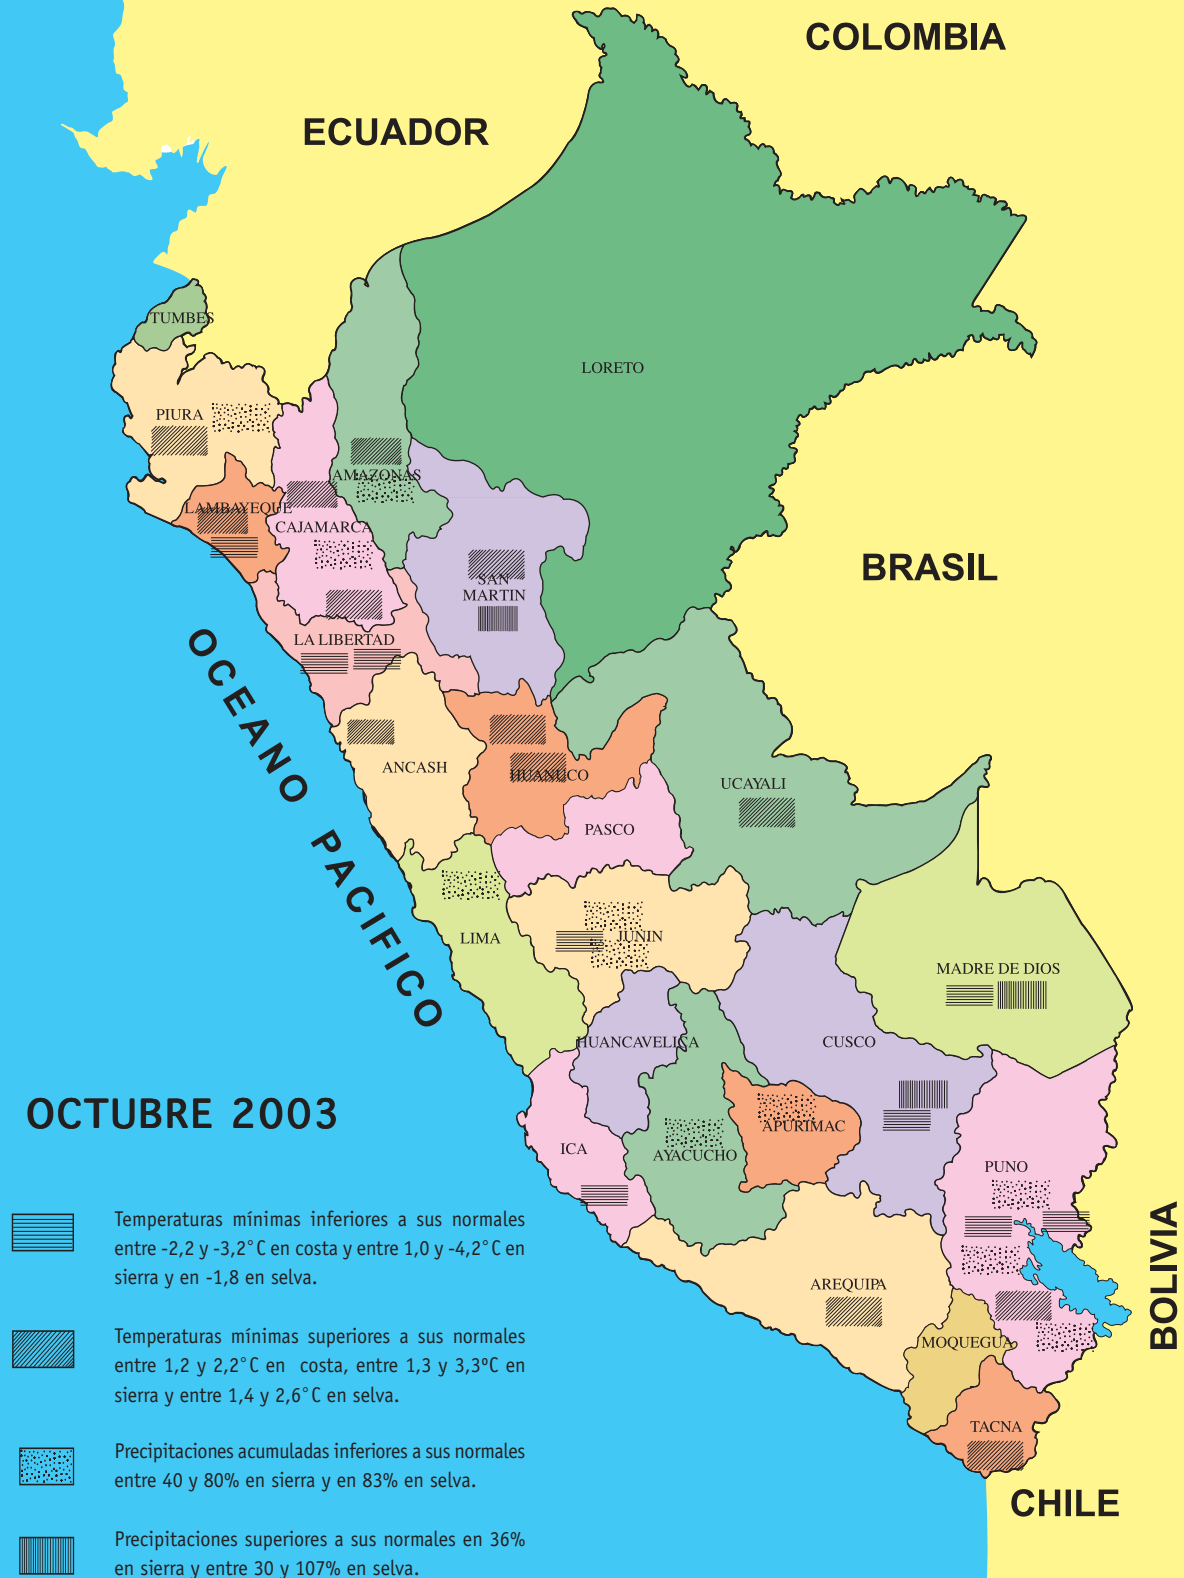 COLOMBIA
ECUADOR
TUMBES
LORETO
PIURA
AMAZONAS
LAMBAYEQUE
CAJAMARCA
BRASIL
SAN
MARTIN
LA LIBERTAD
OCEANO PACIFICO
ANCASH
HUANUCO
UCAYALI
PASCO
LIMA
JUNIN
MADRE DE DIOS
HUANCAVELICA
CUSCO
OCTUBRE 2003
APURIMAC
ICA
AYACUCHO
PUNO
BOLIVIA
AREQUIPA
MOQUEGUA
TACNA
CHILE
Temperaturas mínimas inferiores a sus normales
entre -2,2 y -3,2°C en costa y entre 1,0 y -4,2°C en
sierra y en -1,8 en selva.
Temperaturas mínimas superiores a sus normales
entre 1,2 y 2,2°C en costa, entre 1,3 y 3,3ºC en
sierra y entre 1,4 y 2,6°C en selva.
Precipitaciones acumuladas inferiores a sus normales
entre 40 y 80% en sierra y en 83% en selva.
Precipitaciones superiores a sus normales en 36%
en sierra y entre 30 y 107% en selva.